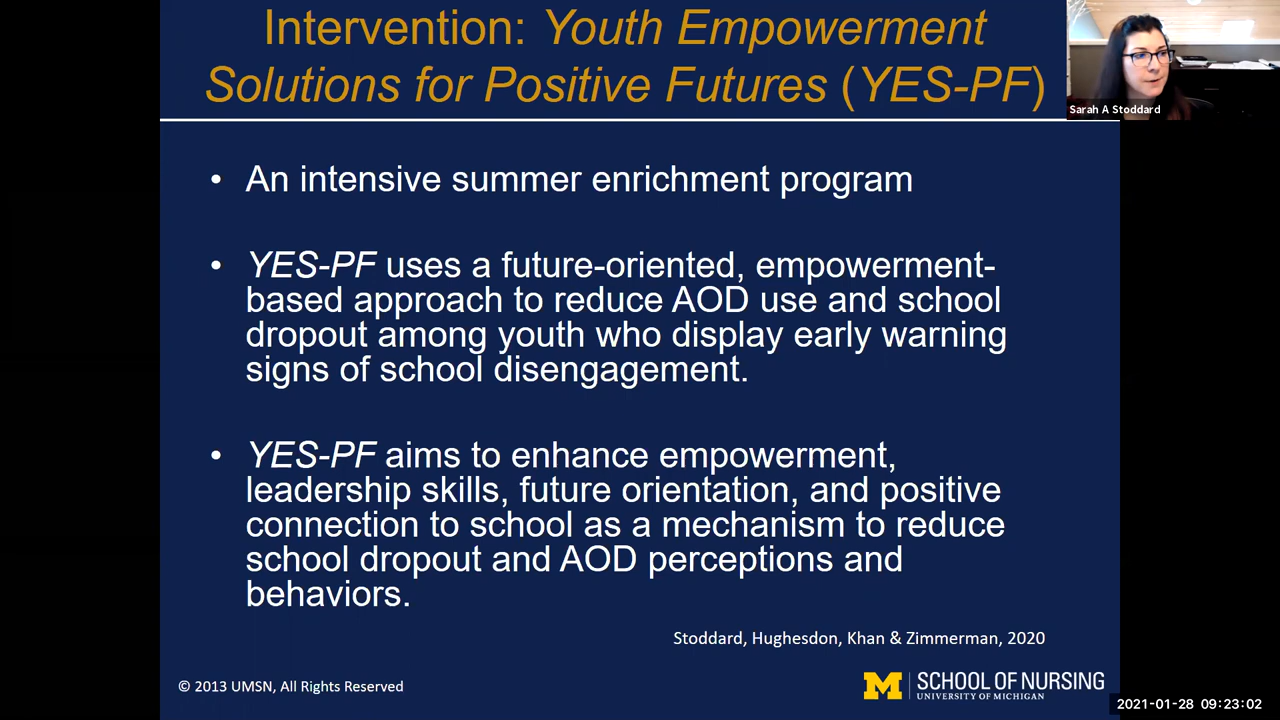 Intervention: Youth Empowerment
Solutions for Positive Futures (YES-PF)
Sarah A Stoddard
• An intensive summer enrichment program
• YES-PF uses a future-oriented, empowerment-
based approach to reduce AOD use and school
dropout among youth who display early warning
signs of school disengagement.
• YES-PF aims to enhance empowerment,
leadership skills, future orientation, and positive
connection to school as a mechanism to reduce
school dropout and AOD perceptions and
behaviors.
Stoddard, Hughesdon, Khan & Zimmerman, 2020
© 2013 UMSN, All Rights Reserved
M SCHOOL OF NURSING
UNIVERSITY OF MICHIGAN
2021-01-28 09:23:02